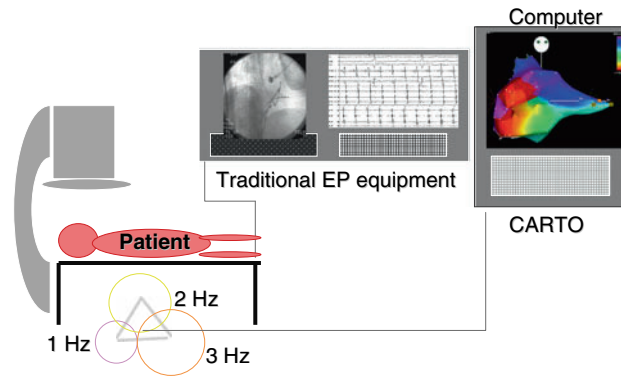 Computer
Traditional EP equipment
CARTO
Patient
2 Hz
1 Hz
3 Hz